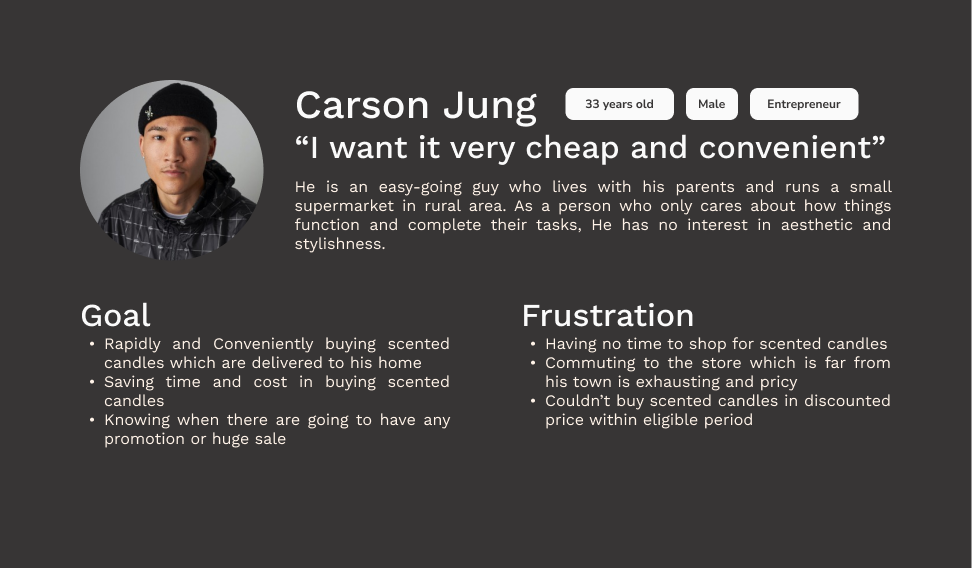 Carson Jung
33 years old
Male
Entrepreneur
“I want it very cheap and convenient”
He is an easy-going guy who lives with his parents and runs a small
supermarket in rural area. As a person who only cares about how things
function and complete their tasks, He has no interest in aesthetic and
stylishness.
Goal
• Rapidly and Conveniently buying scented
candles which are delivered to his home
• Saving time and cost in buying scented
candles
• Knowing when there are going to have any
promotion or huge sale
Frustration
• Having no time to shop for scented candles
• Commuting to the store which is far from
his town is exhausting and pricy
• Couldn’t buy scented candles in discounted
price within eligible period